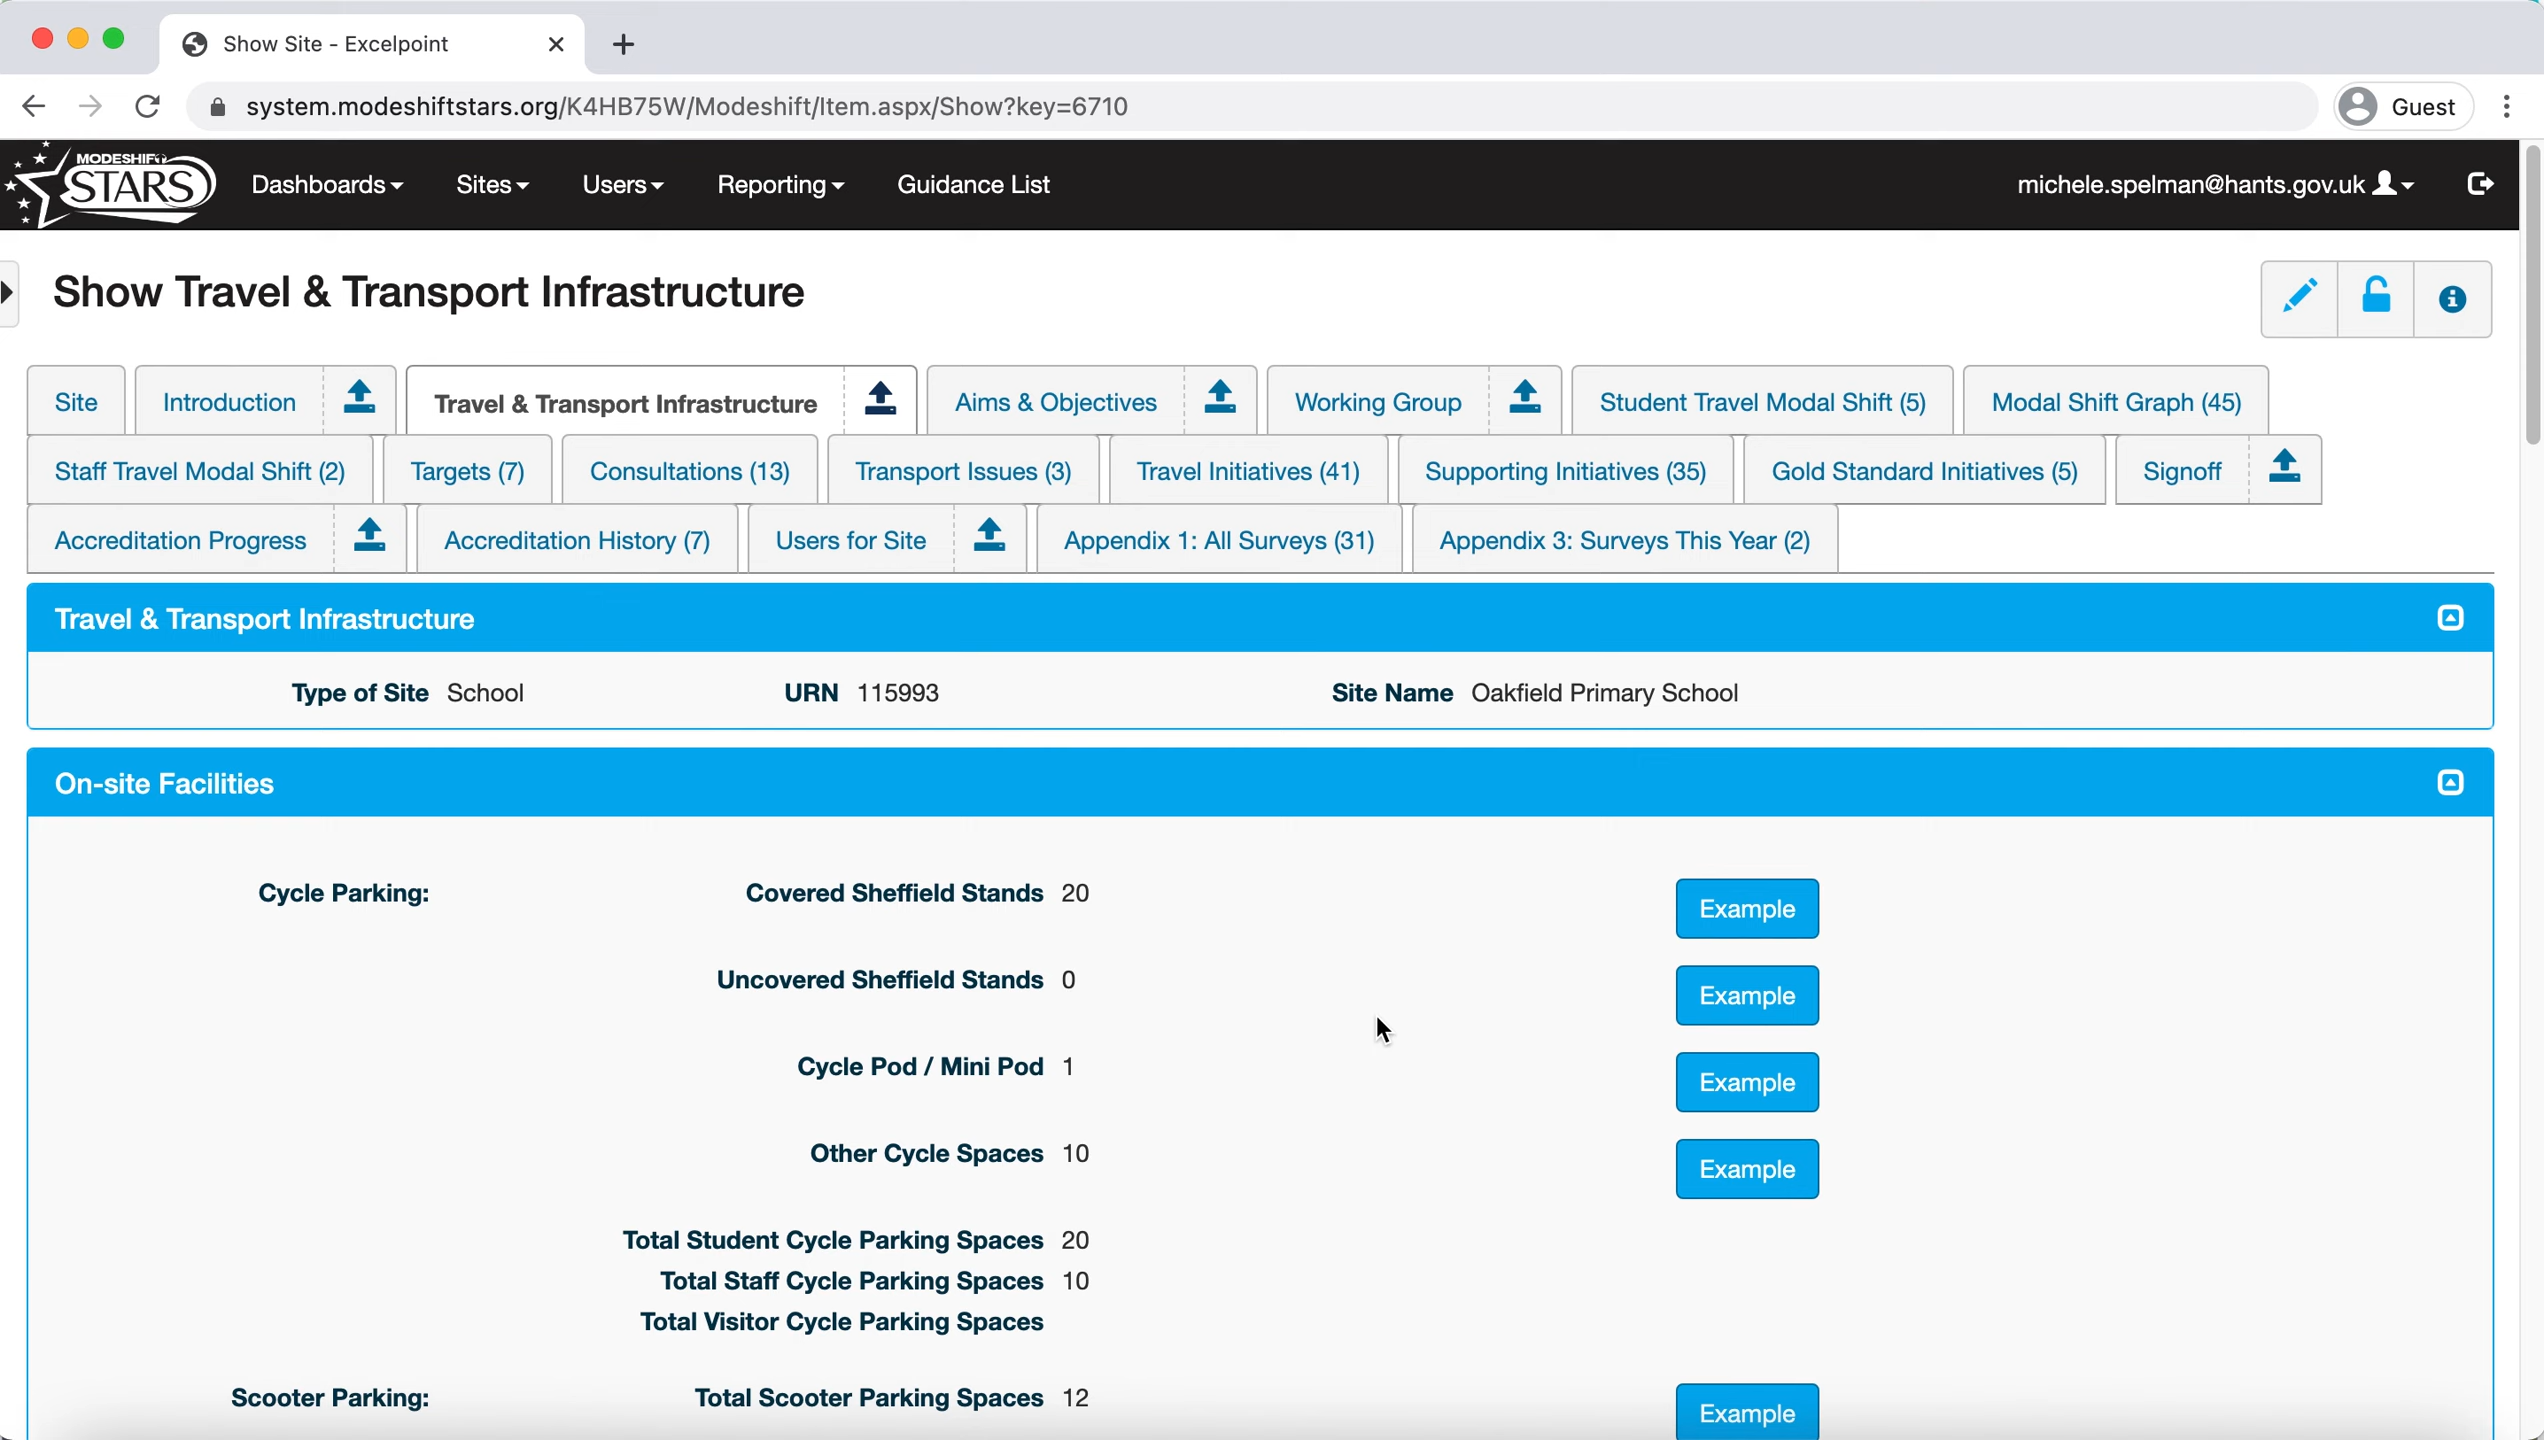 Show Site - Excelpoint
system.modeshiftstars.org/K4HB75W/Modeshift/Item.aspx/Show?key=6710
Guest
MODESHIFT
STARS
Dashboards
Sites
Users
Reporting
Guidance List
michele.spelman@hants.gov.uk
Show Travel & Transport Infrastructure
Site
Introduction
Travel & Transport Infrastructure
Aims & Objectives
Working Group
Student Travel Modal Shift (5)
Modal Shift Graph (45)
Staff Travel Modal Shift (2)
Targets (7)
Consultations (13)
Transport Issues (3)
Travel Initiatives (41)
Supporting Initiatives (35)
Gold Standard Initiatives (5)
Signoff
Accreditation Progress
Accreditation History (7)
Users for Site
Appendix 1: All Surveys (31)
Appendix 3: Surveys This Year (2)
Travel & Transport Infrastructure
Type of Site School
URN 115993
Site Name Oakfield Primary School
On-site Facilities
Cycle Parking:
Covered Sheffield Stands 20
Example
Uncovered Sheffield Stands 0
Example
Cycle Pod / Mini Pod 1
Example
Other Cycle Spaces 10
Example
Total Student Cycle Parking Spaces 20
Total Staff Cycle Parking Spaces 10
Total Visitor Cycle Parking Spaces
Scooter Parking:
Total Scooter Parking Spaces 12
Example